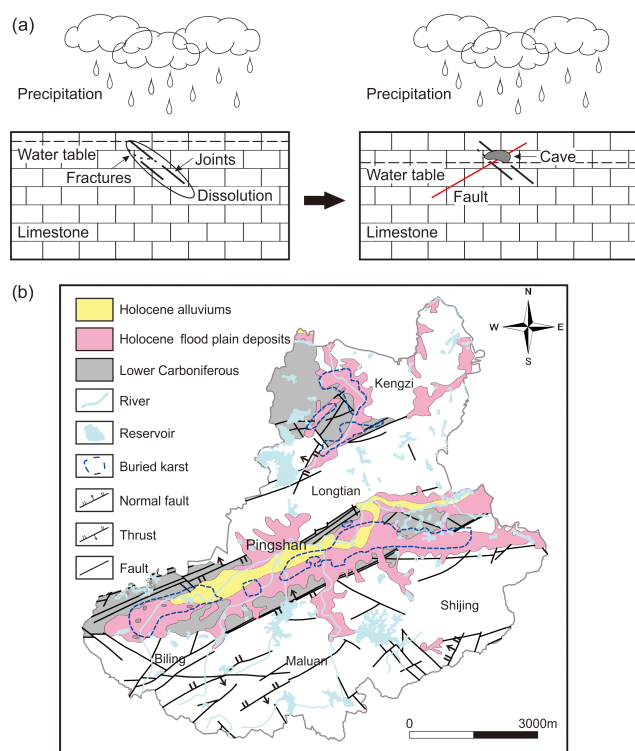 (a)
Precipitation
Water table
Joints
Fractures
Dissolution
Limestone
Precipitation
Cave
Water table
Fault
Limestone
(b)
Holocene alluviums
Holocene flood plain deposits
Lower Carboniferous
River
Reservoir
Buried karst
Normal fault
Thrust
Fault
N
W
E
S
Kengzi
Longtian
Pingshan
Shijing
Biling
Maluan
0
3000m